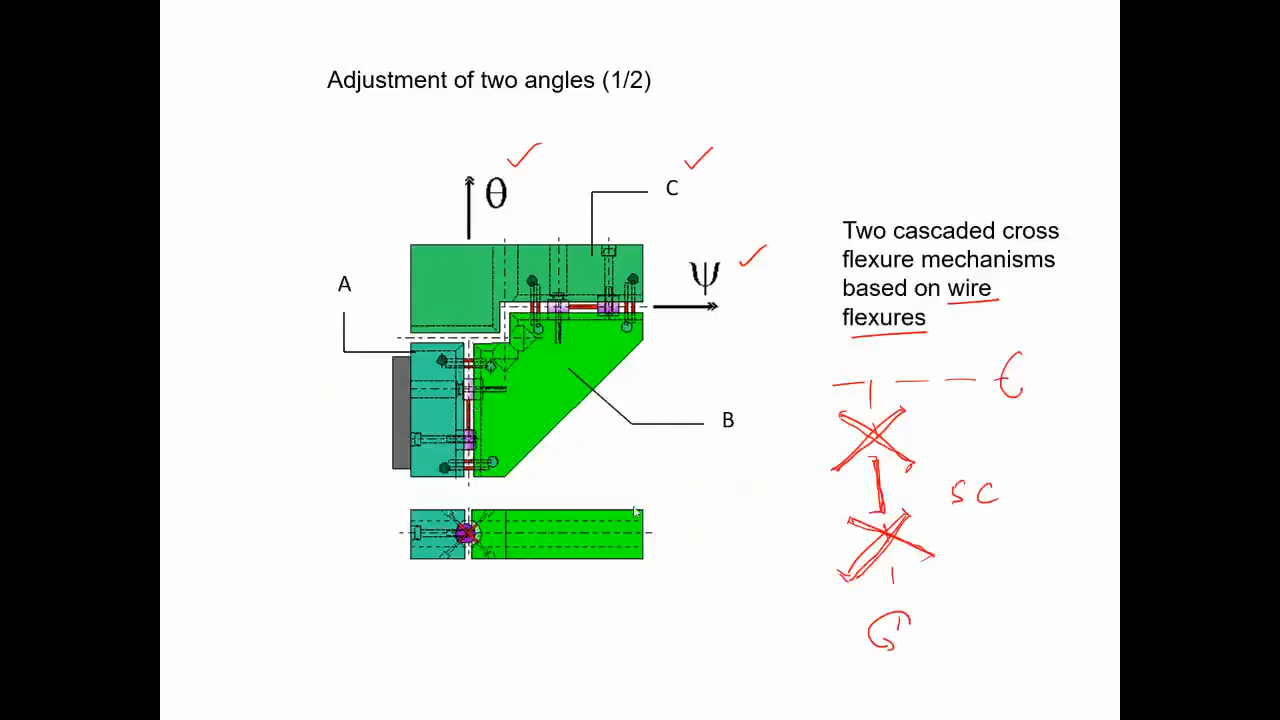 Adjustment of two angles (1/2)
θ
C
ψ
A
B
Two cascaded cross
flexure mechanisms
based on wire
flexures
SC